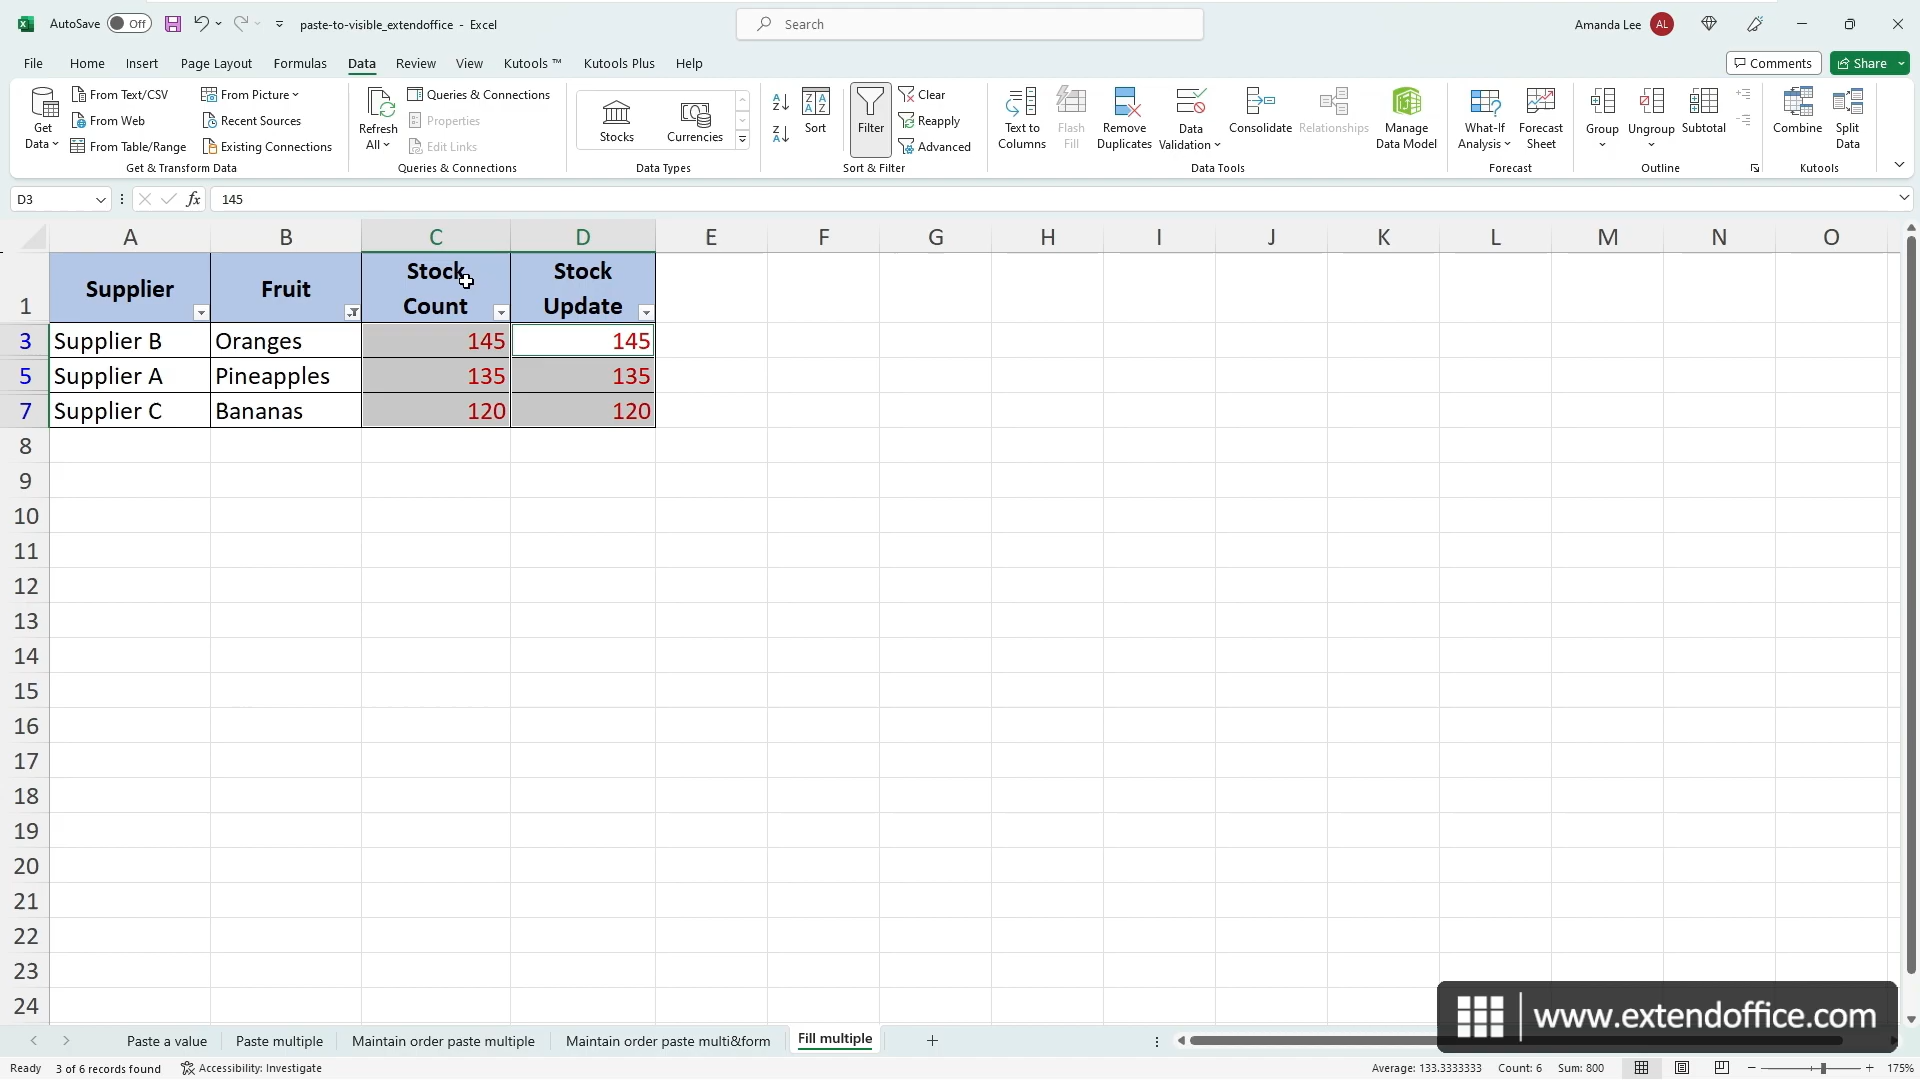 AutoSave Off paste-to-visible_extendoffice - Excel Search Amanda Lee AL
File Home Insert Page Layout Formulas Data Review View Kutools ™ Kutools Plus Help Comments Share
Get Data
From Text/CSV
From Web
From Table/Range
From Picture
Recent Sources
Existing Connections
Get & Transform Data
Refresh All
Queries & Connections
Properties
Edit Links
Queries & Connections
Stocks Currencies
Data Types
Sort
Filter
Clear
Reapply
Advanced
Sort & Filter
Text to Columns
Flash Fill
Remove Duplicates
Data Validation
Consolidate
Relationships
Manage Data Model
Data Tools
What-If Analysis
Forecast Sheet
Forecast
Group
Ungroup
Subtotal
Outline
Combine
Split Data
Kutools
D3 fx 145
A B C D E F G H I J K L M N O
1 Supplier Fruit Stock Count Stock Update
3 Supplier B Oranges 145 145
5 Supplier A Pineapples 135 135
7 Supplier C Bananas 120 120
8
9
10
11
12
13
14
15
16
17
18
19
20
21
22
23
24
www.extendoffice.com
Paste a value Paste multiple Maintain order paste multiple Maintain order paste multi&form Fill multiple
Ready 3 of 6 records found Accessibility: Investigate Average: 133.3333333 Count: 6 Sum: 800 175%